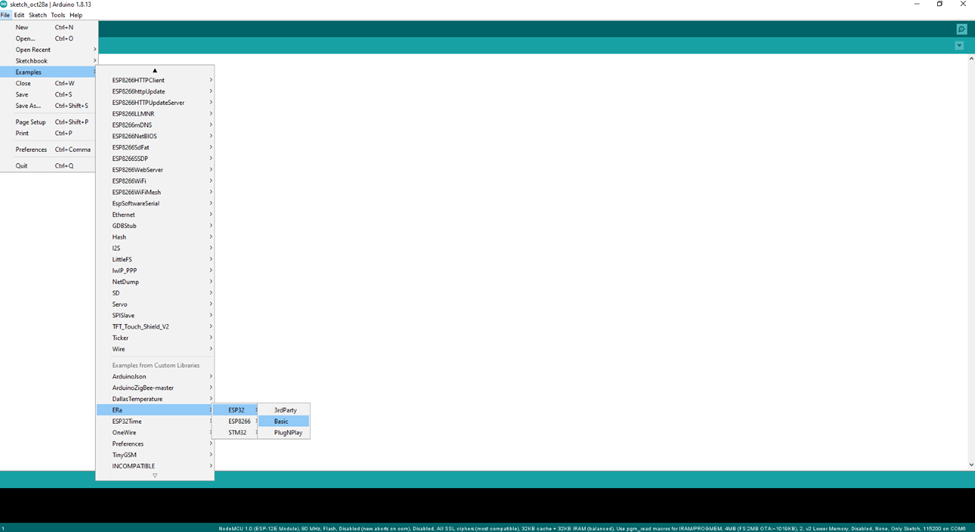 sketch_oct28a | Arduino 1.8.13
File Edit Sketch Tools Help
New Ctrl+N
Open... Ctrl+O
Open Recent
Sketchbook
Examples
Close Ctrl+W
Save Ctrl+S
Save As... Ctrl+Shift+S
Page Setup Ctrl+Shift+P
Print Ctrl+P
Preferences Ctrl+Comma
Quit Ctrl+Q
ESP8266HTTPClient
ESP8266httpUpdate
ESP8266HTTPUpdateServer
ESP8266LLMNR
ESP8266mDNS
ESP8266NetBIOS
ESP8266SdFat
ESP8266SSDP
ESP8266WebServer
ESP8266WiFi
ESP8266WiFiMesh
EspSoftwareSerial
Ethernet
GDBStub
Hash
I2S
LittleFS
lwIP_PPP
NetDump
SD
Servo
SPISlave
TFT_Touch_Shield_V2
Ticker
Wire
Examples from Custom Libraries
ArduinoJson
ArduinoZigBee-master
DallasTemperature
ERa
ESP32Time
OneWire
Preferences
TinyGSM
INCOMPATIBLE
ESP32
ESP8266
STM32
3rdParty
Basic
PlugNPlay
1 NodeMCU 1.0 (ESP-12E Module), 80 MHz, Flash, Disabled (new aborts on oom), Disabled, All SSL ciphers (most compatible), 32KB cache + 32KB IRAM (balanced), Use pgm_read macros for IRAM/PROGMEM, 4MB (FS:2MB OTA:~1019KB), 2, v2 Lower Memory, Disabled, None, Only Sketch, 115200 on COM6